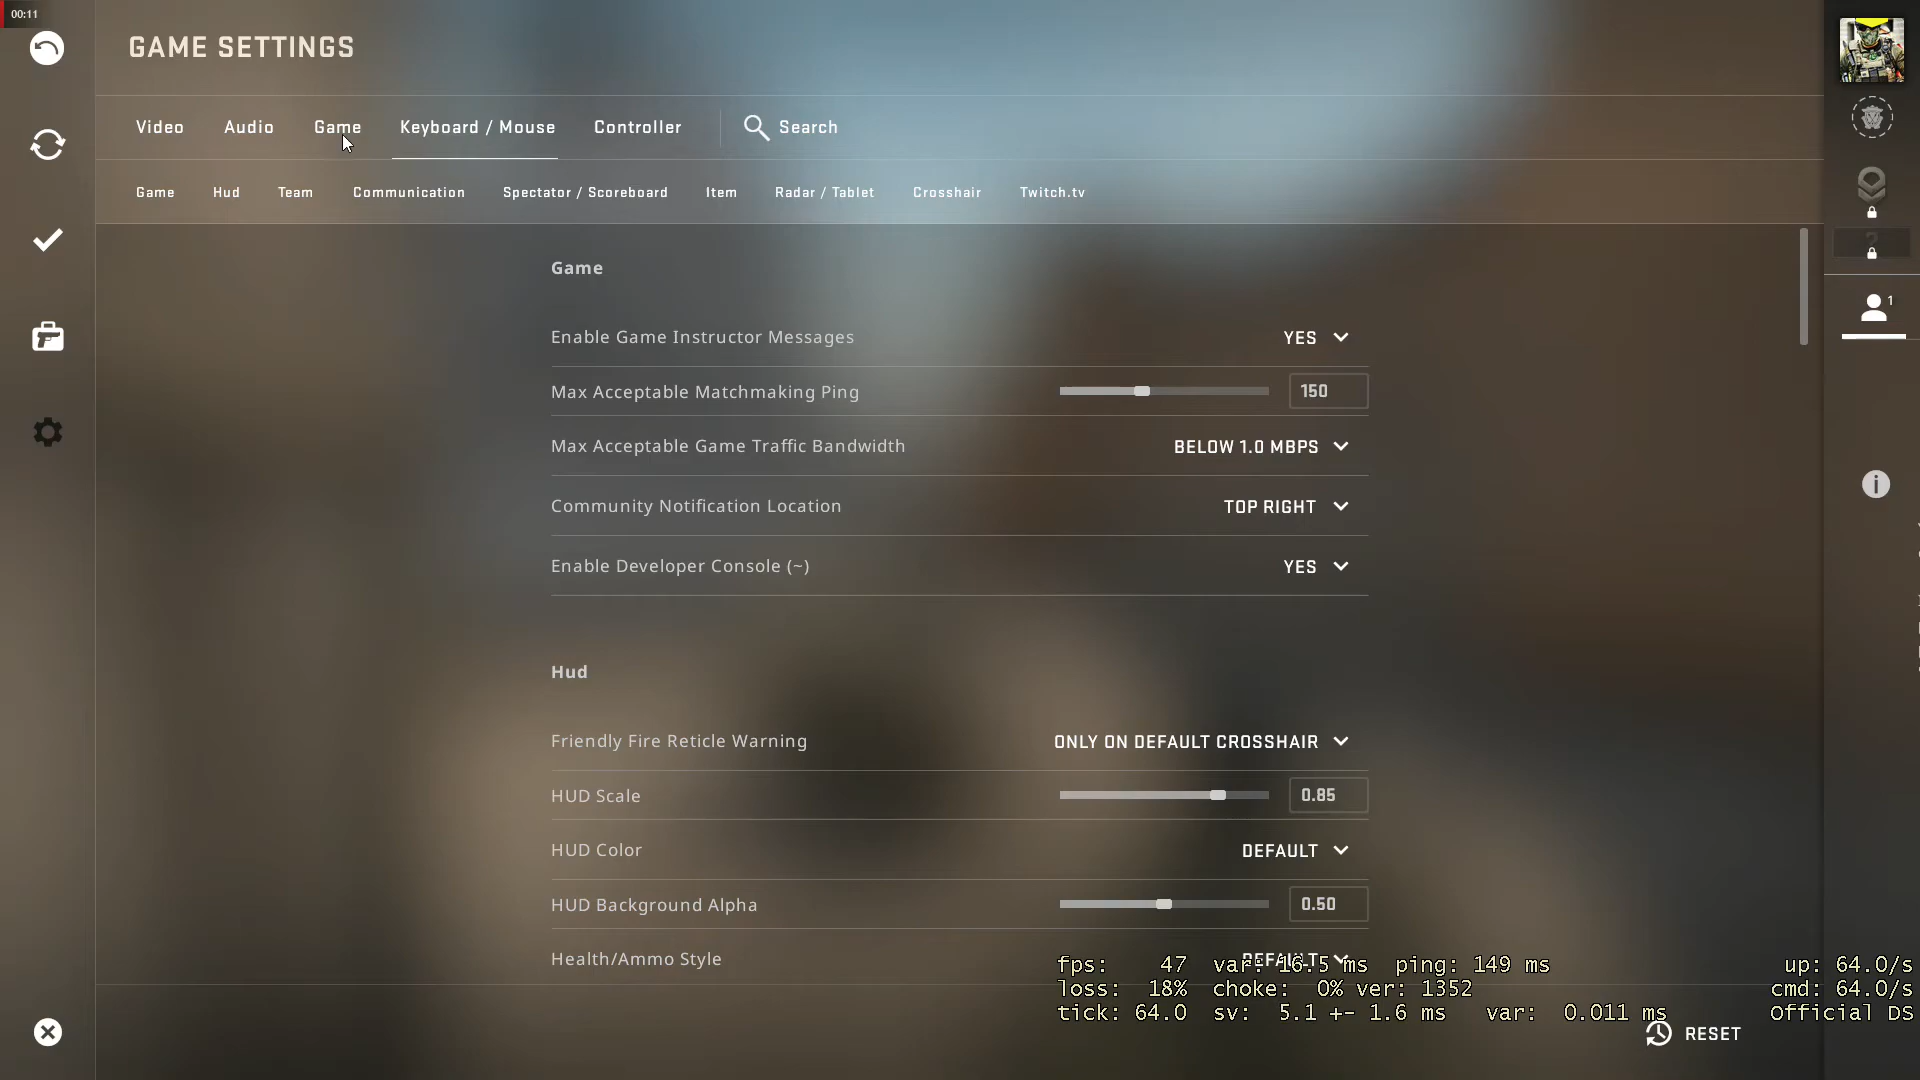 00:11
GAME SETTINGS
Video Audio Game Keyboard / Mouse Controller Search
Game Hud Team Communication Spectator / Scoreboard Item Radar / Tablet Crosshair Twitch.tv
1
Game
Enable Game Instructor Messages YES
Max Acceptable Matchmaking Ping 150
Max Acceptable Game Traffic Bandwidth BELOW 1.0 MBPS
Community Notification Location TOP RIGHT
Enable Developer Console (~) YES
Hud
Friendly Fire Reticle Warning ONLY ON DEFAULT CROSSHAIR
HUD Scale 0.85
HUD Color DEFAULT
HUD Background Alpha 0.50
Health/Ammo Style DEFAULT
fps: 47 var: 16.5 ms ping: 149 ms up: 64.0/s
loss: 18% choke: 0% ver: 1352 cmd: 64.0/s
tick: 64.0 sv: 5.1 +- 1.6 ms var: 0.011 ms Official DS
RESET